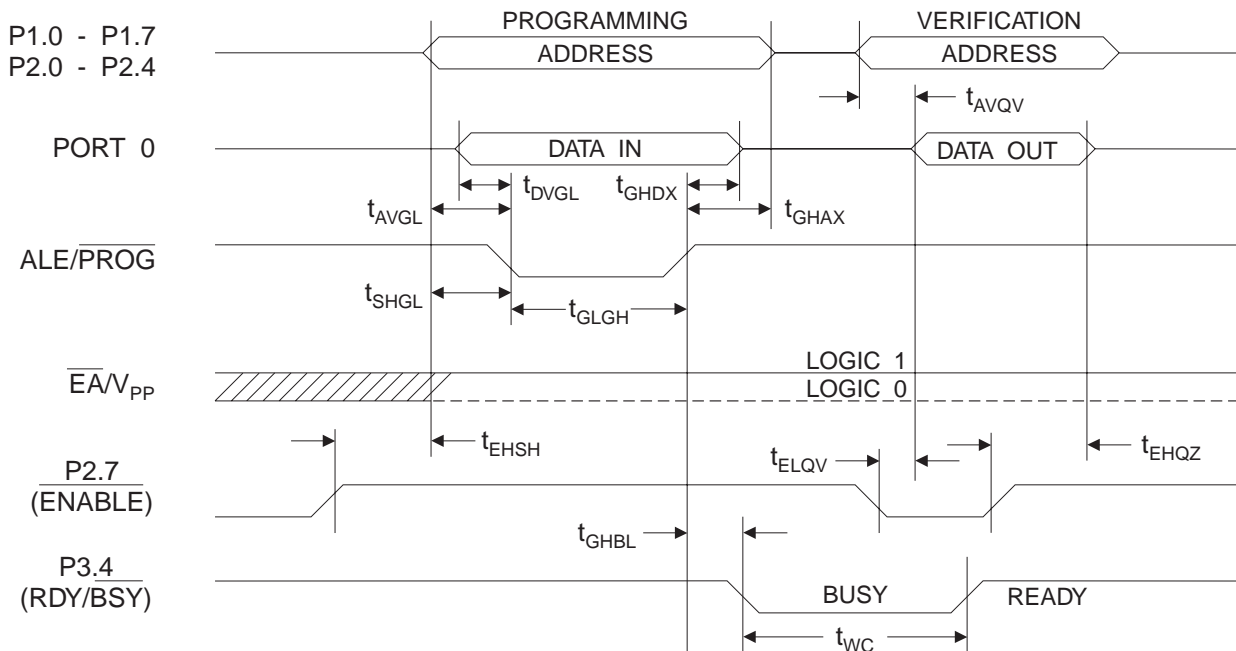 PROGRAMMING VERIFICATION
P1.0 - P1.7
P2.0 - P2.4
ADDRESS ADDRESS
tAVQV
PORT 0 DATA IN DATA OUT
tDVGL tGHDX
tAVGL tGHAX
ALE/PROG
tSHGL
tGLGH
LOGIC 1
EA/VPP
LOGIC 0
tEHSH tELQV tEHQZ
P2.7
(ENABLE)
tGHBL
P3.4
(RDY/BSY)
BUSY READY
tWC